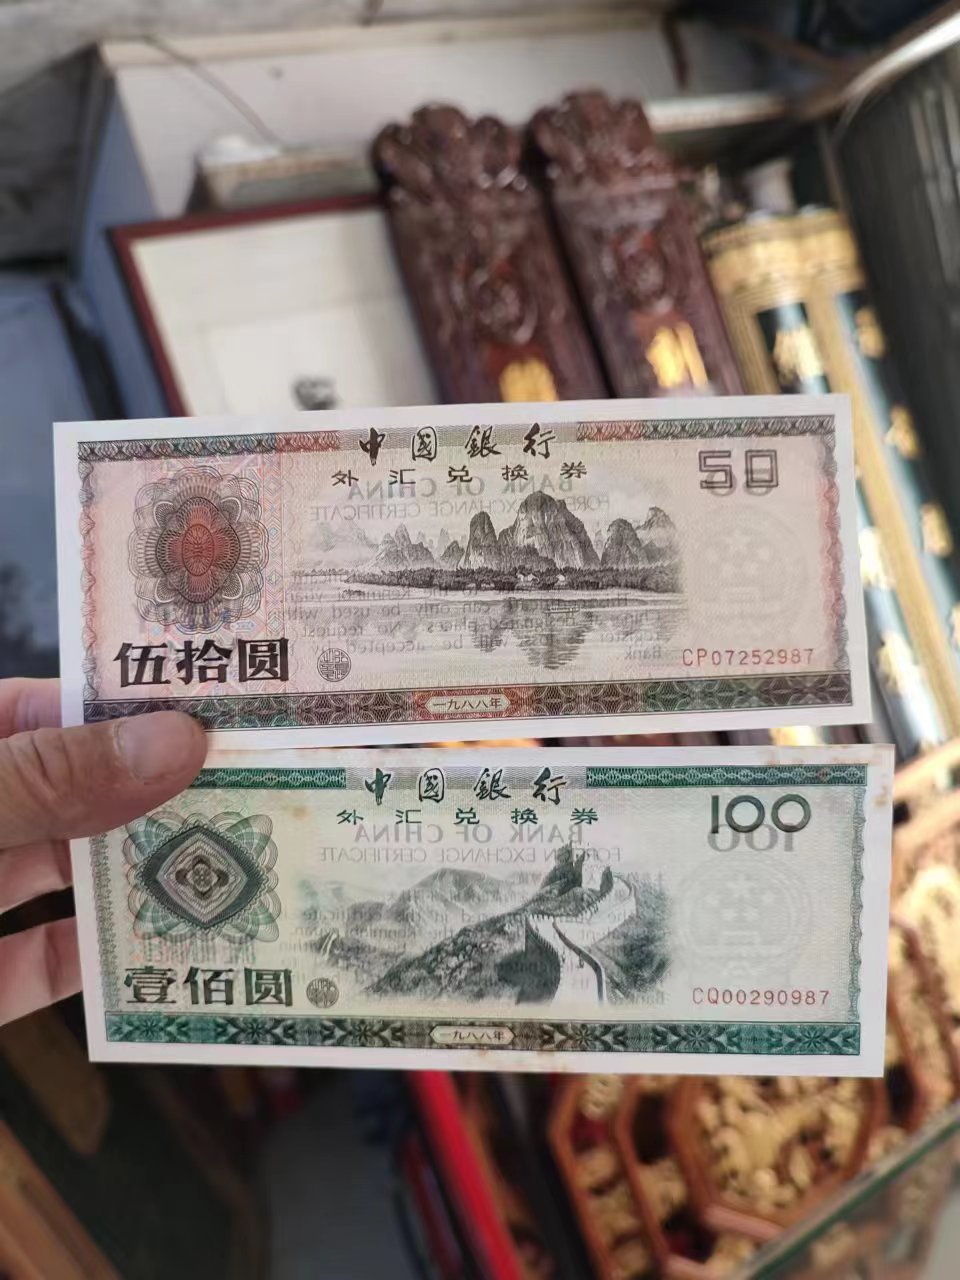 中國銀行
外汇兑换券
50
BANK OF CHINA
FOREIGN EXCHANGE CERTIFICATE
伍拾圆
CP07252987
一九八八年
中國銀行
外汇兑换券
100
BANK OF CHINA
FOREIGN EXCHANGE CERTIFICATE
壹佰圆
CQ00290987
一九八八年